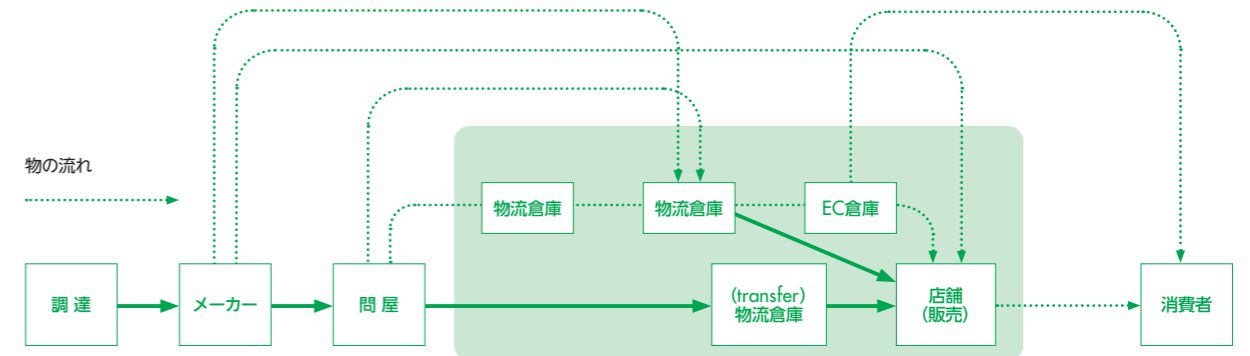 物の流れ
物流倉庫
物流倉庫
EC倉庫
調 達
メーカー
問 屋
(transfer)
物流倉庫
店舗
(販売)
消費者